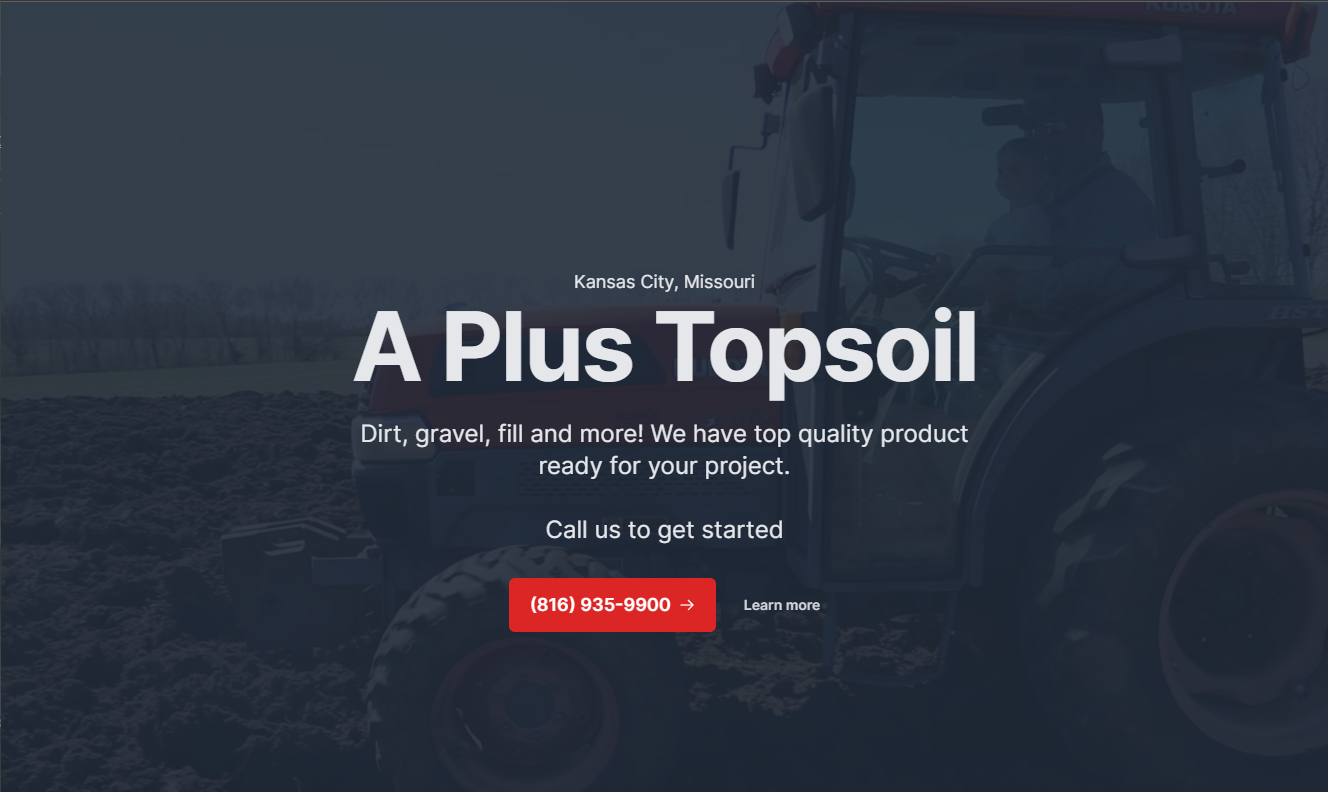 KUBOTA
Kansas City, Missouri
A Plus Topsoil
Dirt, gravel, fill and more! We have top quality product
ready for your project.
Call us to get started
(816) 935-9900 →
Learn more